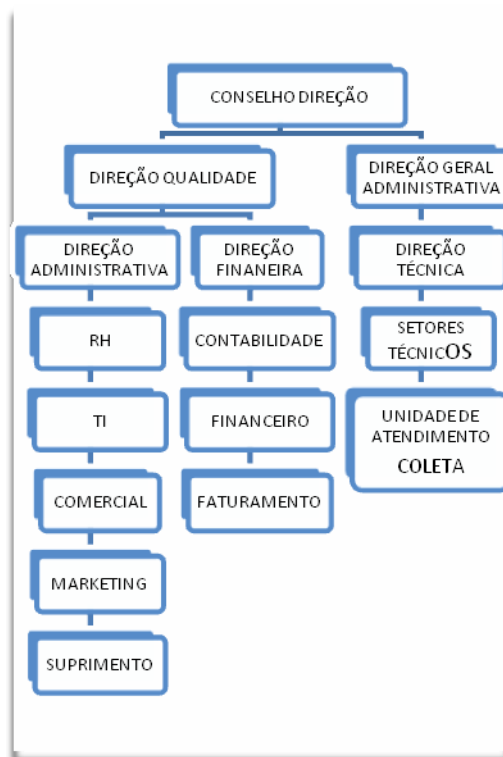 CONSELHO DIREÇÃO
DIREÇÃO QUALIDADE
DIREÇÃO GERAL
ADMINISTRATIVA
DIREÇÃO
ADMINISTRATIVA
DIREÇÃO
FINANEIRA
DIREÇÃO
TÉCNICA
RH
CONTABILIDADE
SETORES
TÉCNICOS
TI
FINANCEIRO
UNIDADE DE
ATENDIMENTO
COLETA
COMERCIAL
FATURAMENTO
MARKETING
SUPRIMENTO